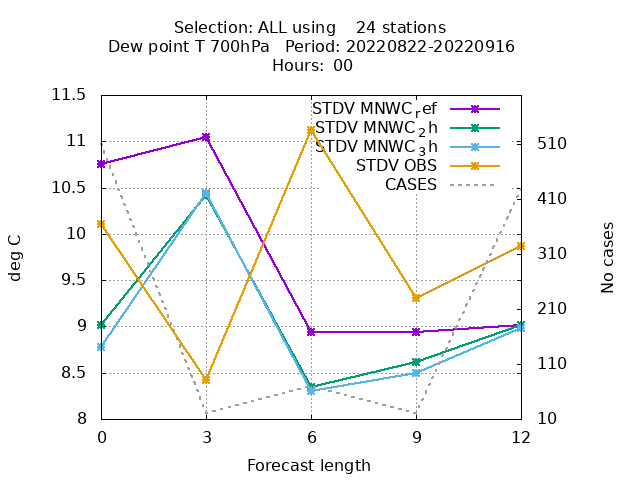 Selection: ALL using    24 stations
Dew point T 700hPa   Period: 20220822-20220916
Hours:  00
STDV MNWC_ref
STDV MNWC_2h
STDV MNWC_3h
STDV OBS
CASES
11.5
11
10.5
10
9.5
9
8.5
8
510
410
310
210
110
10
deg C
No cases
0 3 6 9 12
Forecast length